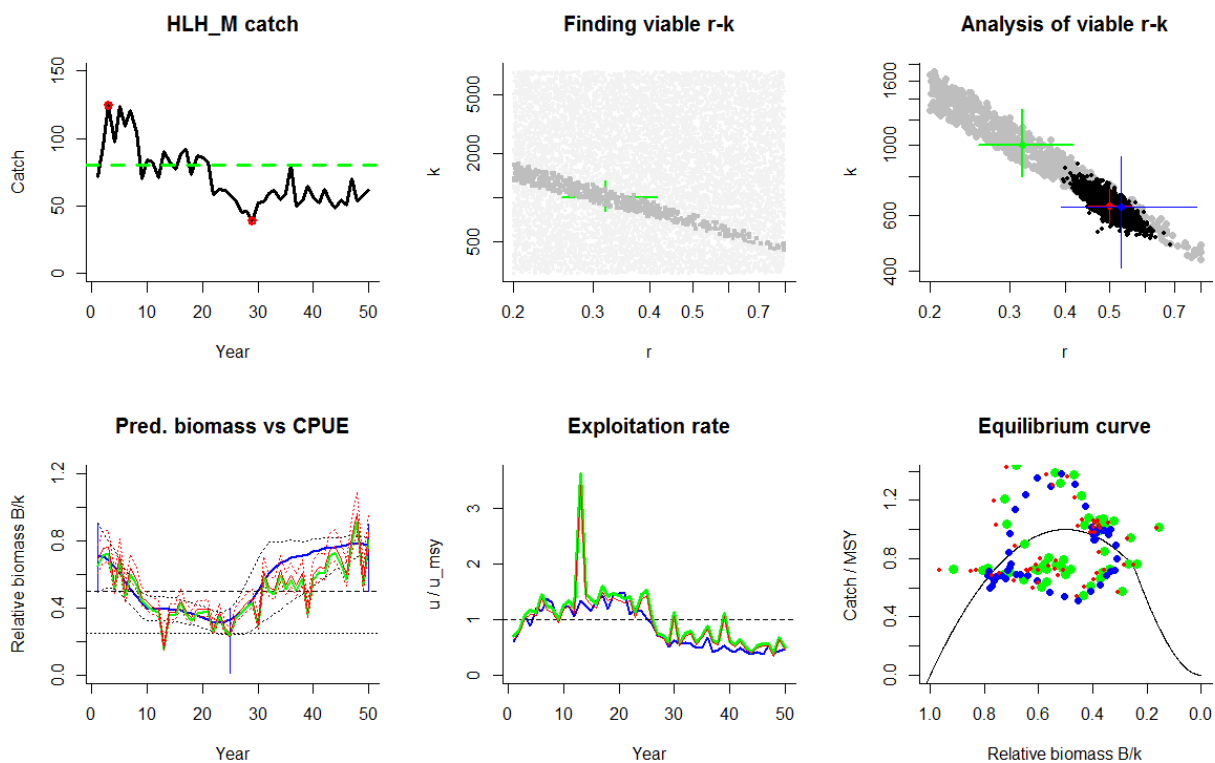 HLH_M catch
150
100
50
0
Catch
0 10 20 30 40 50
Year
Finding viable r-k
5000
2000
500
k
0.2 0.3 0.4 0.5 0.7
r
Analysis of viable r-k
1600
1000
600
400
k
0.2 0.3 0.4 0.5 0.7
r
Pred. biomass vs CPUE
1.2
0.8
0.4
0.0
Relative biomass B/k
0 10 20 30 40 50
Year
Exploitation rate
3
2
1
0
u / u_msy
0 10 20 30 40 50
Year
Equilibrium curve
1.2
0.8
0.4
0.0
Catch / MSY
1.0 0.8 0.6 0.4 0.2 0.0
Relative biomass B/k